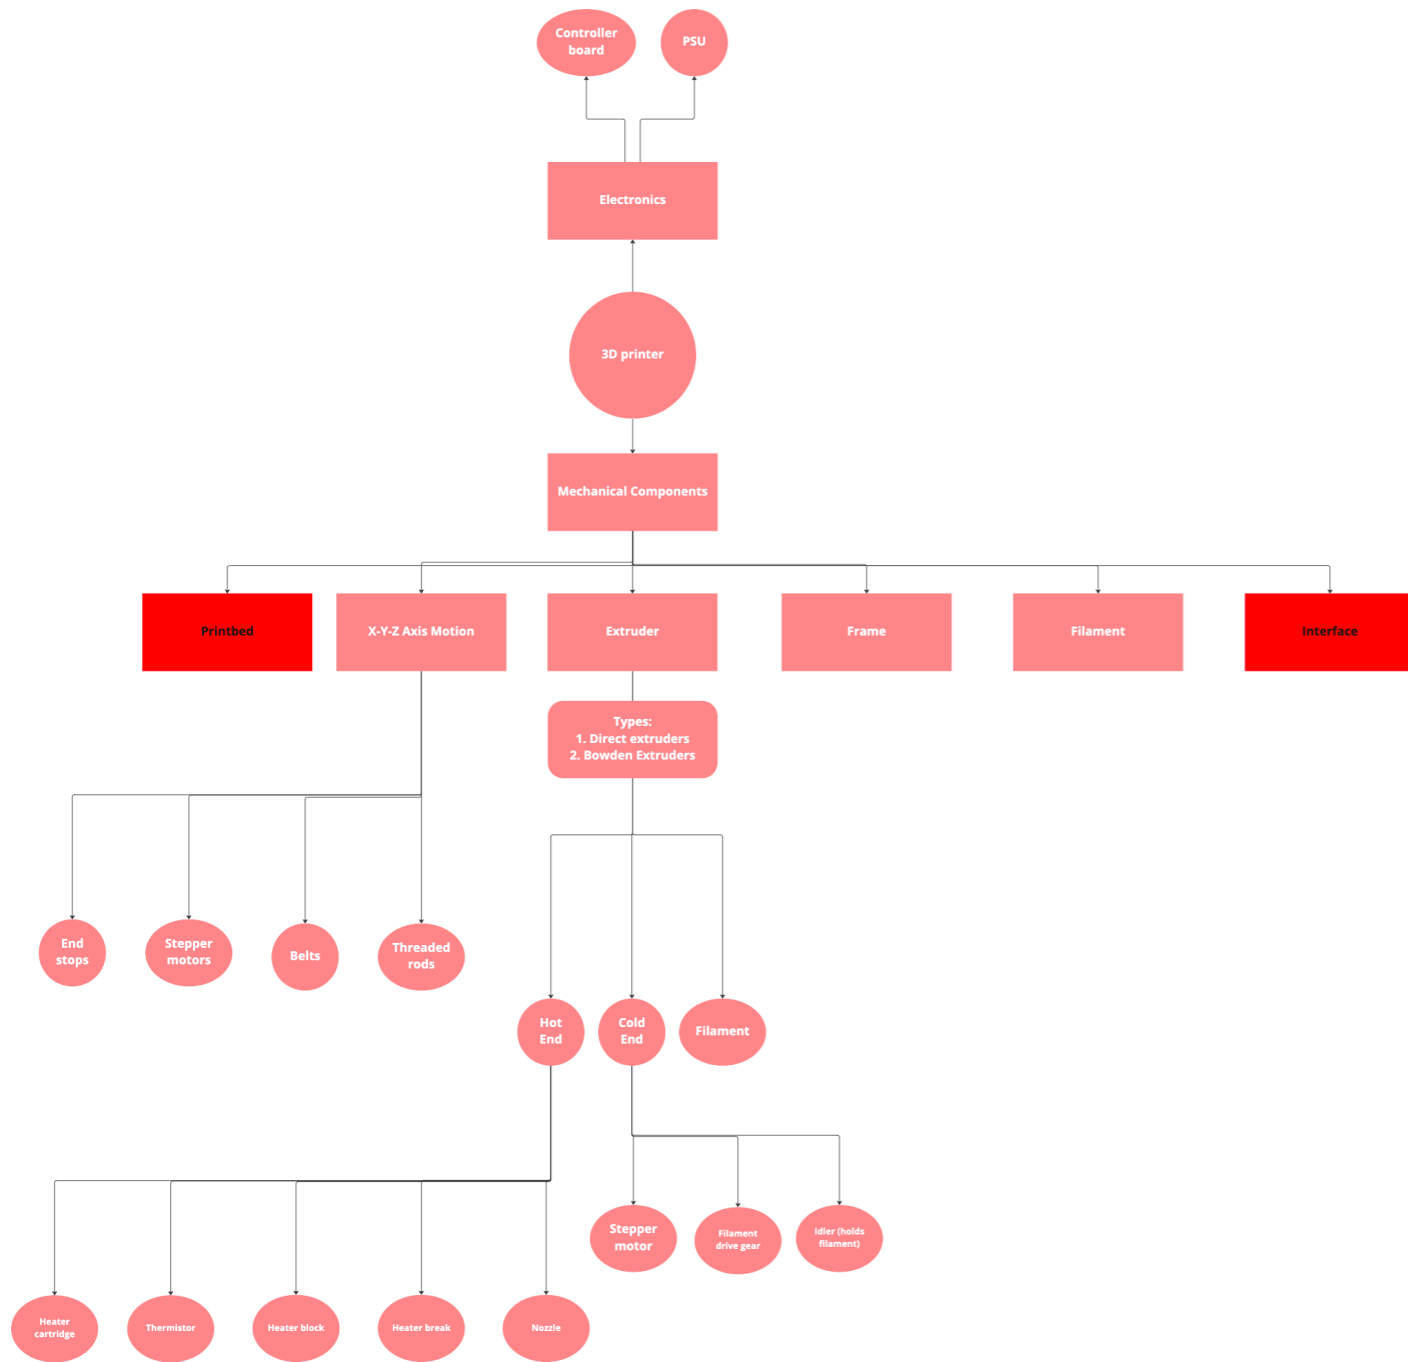 Controller
board
PSU
Electronics
3D printer
Mechanical Components
Printbed
X-Y-Z Axis Motion
Extruder
Frame
Filament
Interface
Types:
1. Direct extruders
2. Bowden Extruders
End
stops
Stepper
motors
Belts
Threaded
rods
Hot
End
Cold
End
Filament
Stepper
motor
Filament
drive gear
Idler (holds
filament)
Heater
cartridge
Thermistor
Heater block
Heater break
Nozzle